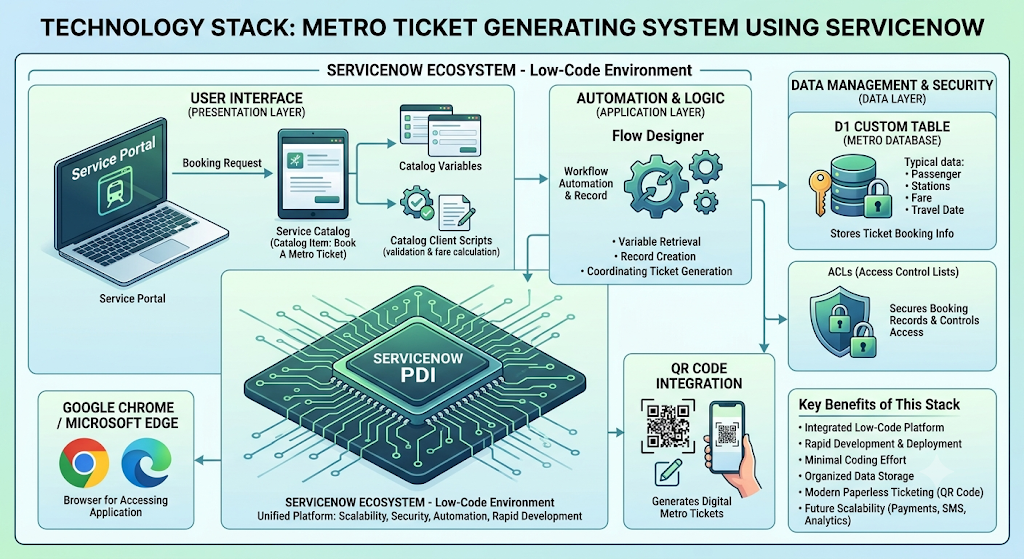 TECHNOLOGY STACK: METRO TICKET GENERATING SYSTEM USING SERVICENOW
SERVICENOW ECOSYSTEM - Low-Code Environment
USER INTERFACE
(PRESENTATION LAYER)
Service Portal
Booking Request
Service Portal
Service Catalog
(Catalog Item: Book
A Metro Ticket)
Catalog Variables
Catalog Client Scripts
(validation & fare calculation)
AUTOMATION & LOGIC
(APPLICATION LAYER)
Flow Designer
Workflow
Automation
& Record
• Variable Retrieval
• Record Creation
• Coordinating Ticket Generation
DATA MANAGEMENT & SECURITY
(DATA LAYER)
D1 CUSTOM TABLE
(METRO DATABASE)
Typical data:
• Passenger
• Stations
• Fare
• Travel Date
Stores Ticket Booking Info
ACLs (Access Control Lists)
Secures Booking
Records & Controls
Access
SERVICENOW
PDI
SERVICENOW ECOSYSTEM - Low-Code Environment
Unified Platform: Scalability, Security, Automation, Rapid Development
GOOGLE CHROME
/ MICROSOFT EDGE
Browser for Accessing
Application
QR CODE
INTEGRATION
Generates Digital
Metro Tickets
Key Benefits of This Stack
• Integrated Low-Code Platform
• Rapid Development & Deployment
• Minimal Coding Effort
• Organized Data Storage
• Modern Paperless Ticketing (QR Code)
• Future Scalability (Payments, SMS,
Analytics)